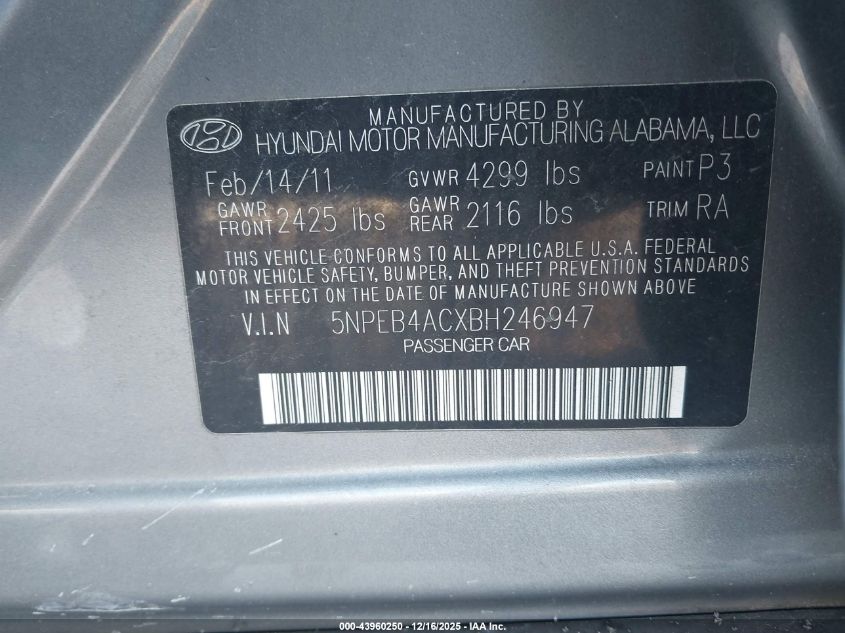 MANUFACTURED BY
HYUNDAI MOTOR MANUFACTURING ALABAMA, LLC
Feb/14/11 GVWR 4299 lbs PAINT P3
GAWR FRONT 2425 lbs GAWR REAR 2116 lbs TRIM RA
THIS VEHICLE CONFORMS TO ALL APPLICABLE U.S.A. FEDERAL
MOTOR VEHICLE SAFETY, BUMPER, AND THEFT PREVENTION STANDARDS
IN EFFECT ON THE DATE OF MANUFACTURE SHOWN ABOVE
V.I.N 5NPEB4ACXBH246947
PASSENGER CAR
000-43960250 - 12/16/2025 - IAA Inc.